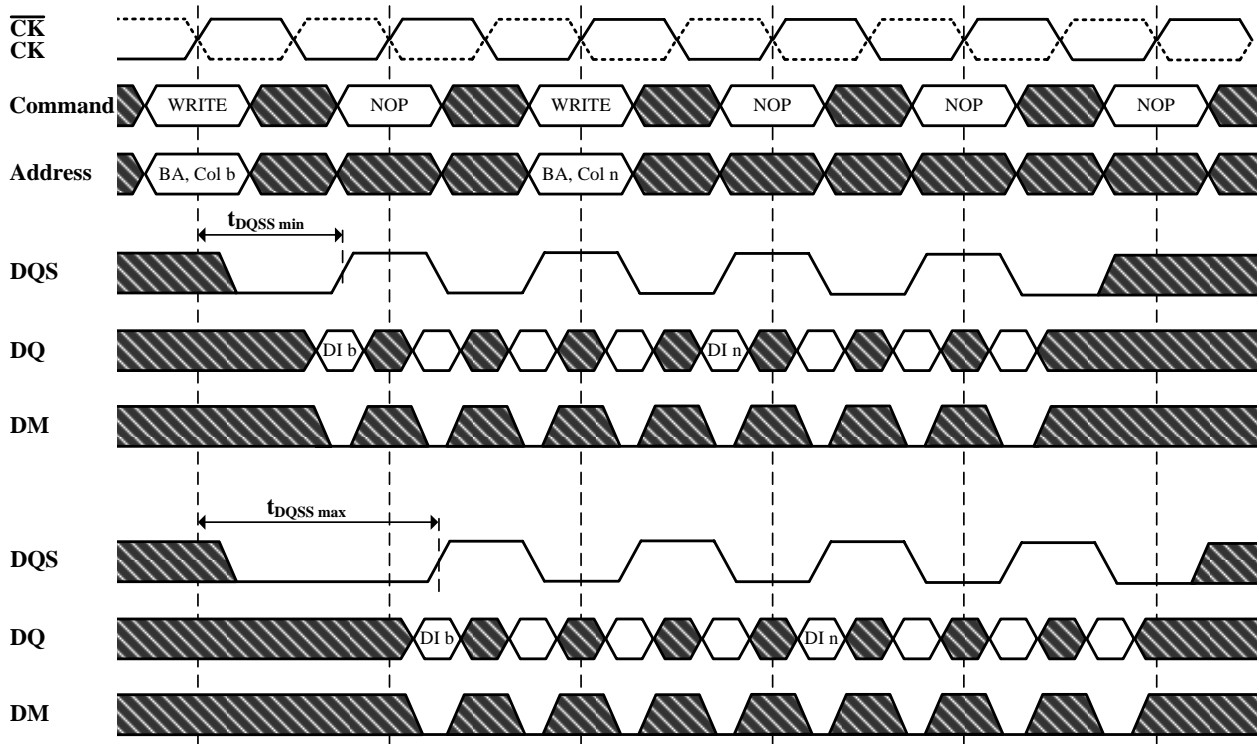 C̅K̅
CK
Command WRITE NOP WRITE NOP NOP NOP
Address BA, Col b BA, Col n
tDQSS min
DQS
DQ DI b DI n
DM
tDQSS max
DQS
DQ DI b DI n
DM